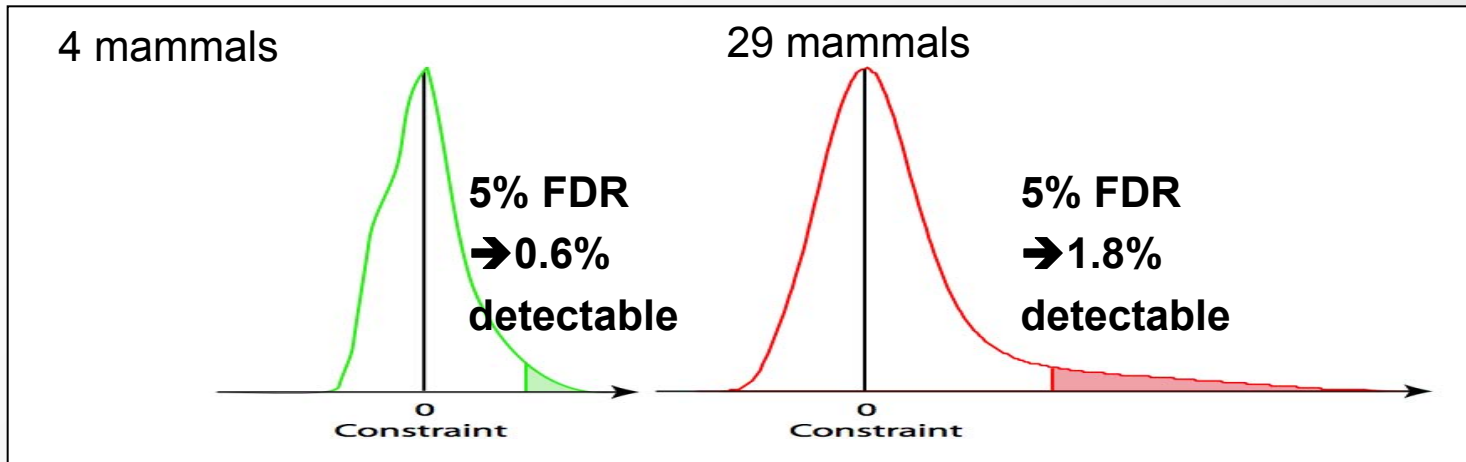 4 mammals
29 mammals
5% FDR
➔0.6%
detectable
5% FDR
➔1.8%
detectable
0
Constraint
0
Constraint